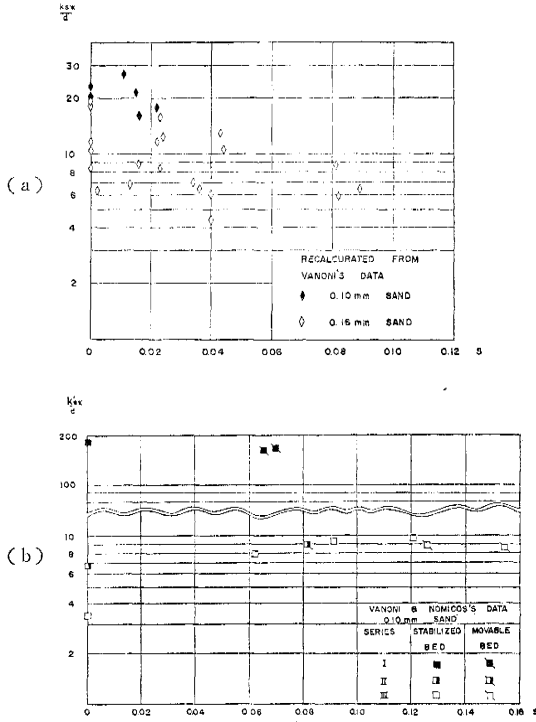 ksx
d
30
20
10
8
6
4
2
(a)
RECALCURATED FROM
VANONI'S DATA
0.10 mm SAND
0.16 mm SAND
0 0.02 0.04 0.06 0.08 0.10 0.12 S
d
200
100
10
8
6
4
2
(b)
VANONI & NOMICOS'S DATA
0.10 mm SAND
SERIES STABILIZED BED MOVABLE BED
I
II
III
0 0.02 0.04 0.06 0.08 0.10 0.12 0.14 0.16 S